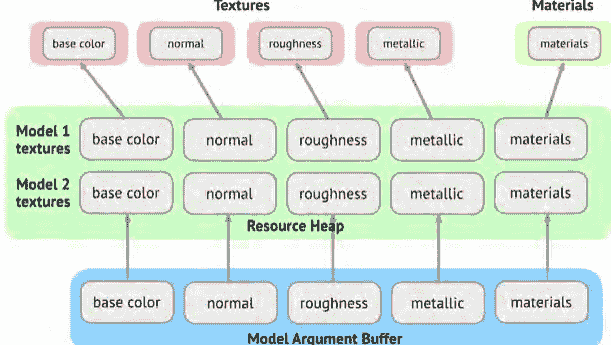 Textures Materials
base color normal roughness metallic materials
Model 1 textures base color normal roughness metallic materials
Model 2 textures base color normal roughness metallic materials
Resource Heap
base color normal roughness metallic materials
Model Argument Buffer